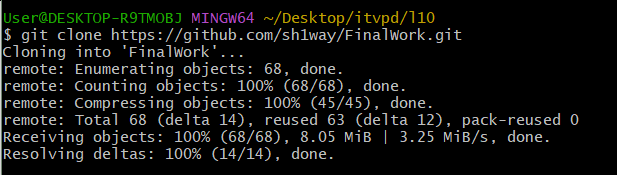 User@DESKTOP-R9TMOBJ MINGW64 ~/Desktop/itvpd/l10
$ git clone https://github.com/sh1way/FinalWork.git
Cloning into 'FinalWork'...
remote: Enumerating objects: 68, done.
remote: Counting objects: 100% (68/68), done.
remote: Compressing objects: 100% (45/45), done.
remote: Total 68 (delta 14), reused 63 (delta 12), pack-reused 0
Receiving objects: 100% (68/68), 8.05 MiB | 3.25 MiB/s, done.
Resolving deltas: 100% (14/14), done.